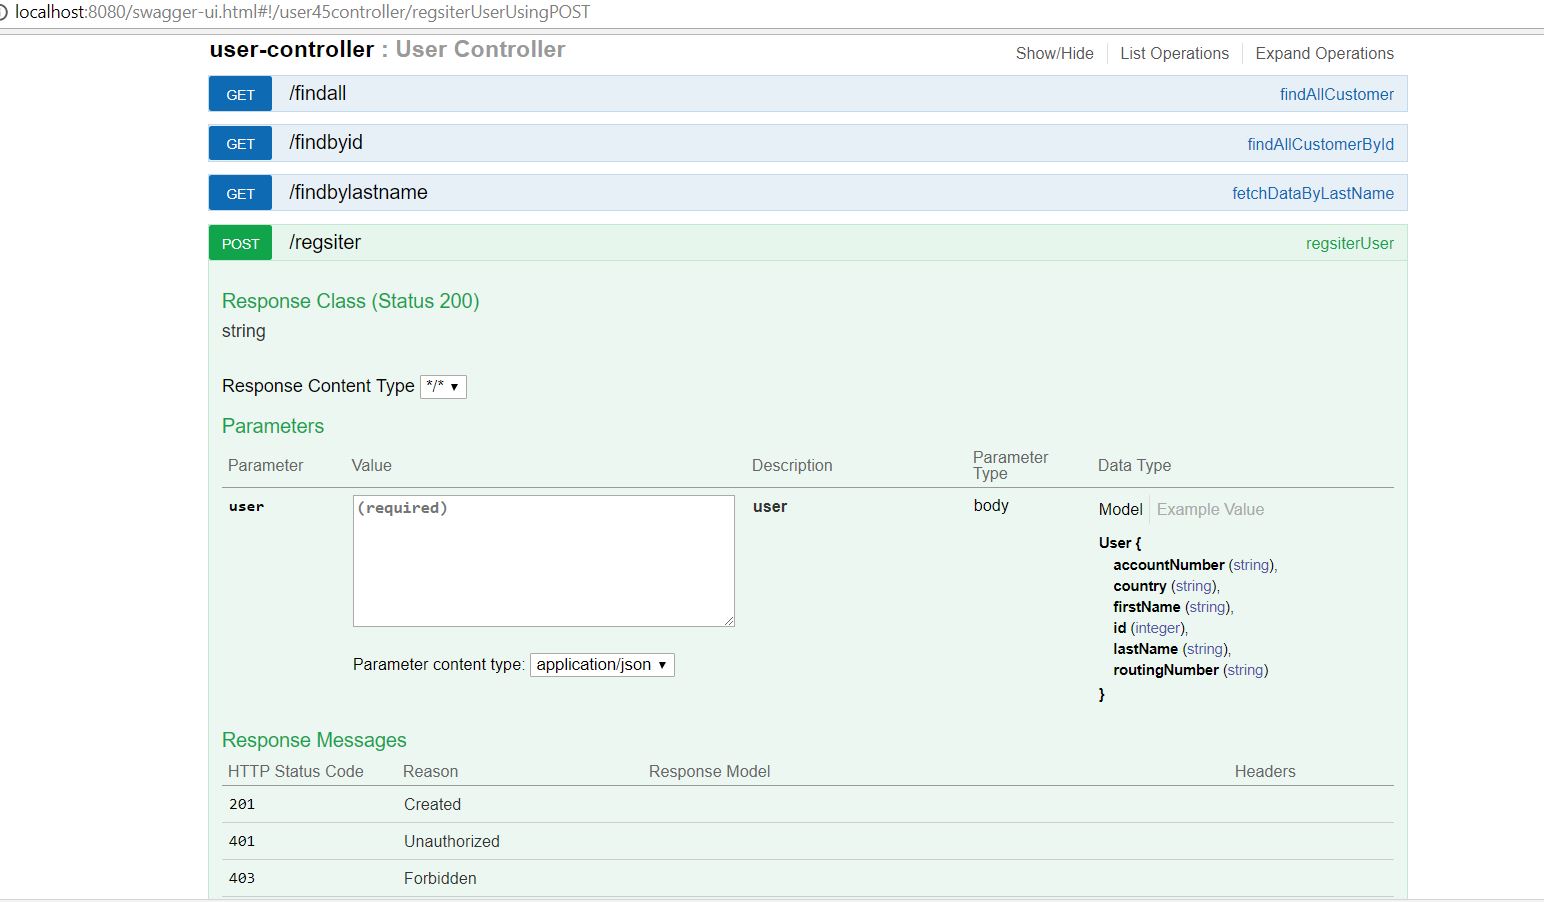 localhost:8080/swagger-ui.html#!/user45controller/regsiterUserUsingPOST
user-controller : User Controller
Show/Hide List Operations Expand Operations
GET /findall findAllCustomer
GET /findbyid findAllCustomerById
GET /findbylastname fetchDataByLastName
POST /regsiter regsiterUser
Response Class (Status 200)
string
Response Content Type */*
Parameters
Parameter Value Description Parameter Type Data Type
user (required) user body Model Example Value
User {
accountNumber (string),
country (string),
firstName (string),
id (integer),
lastName (string),
routingNumber (string)
}
Parameter content type: application/json
Response Messages
HTTP Status Code Reason Response Model Headers
201 Created
401 Unauthorized
403 Forbidden